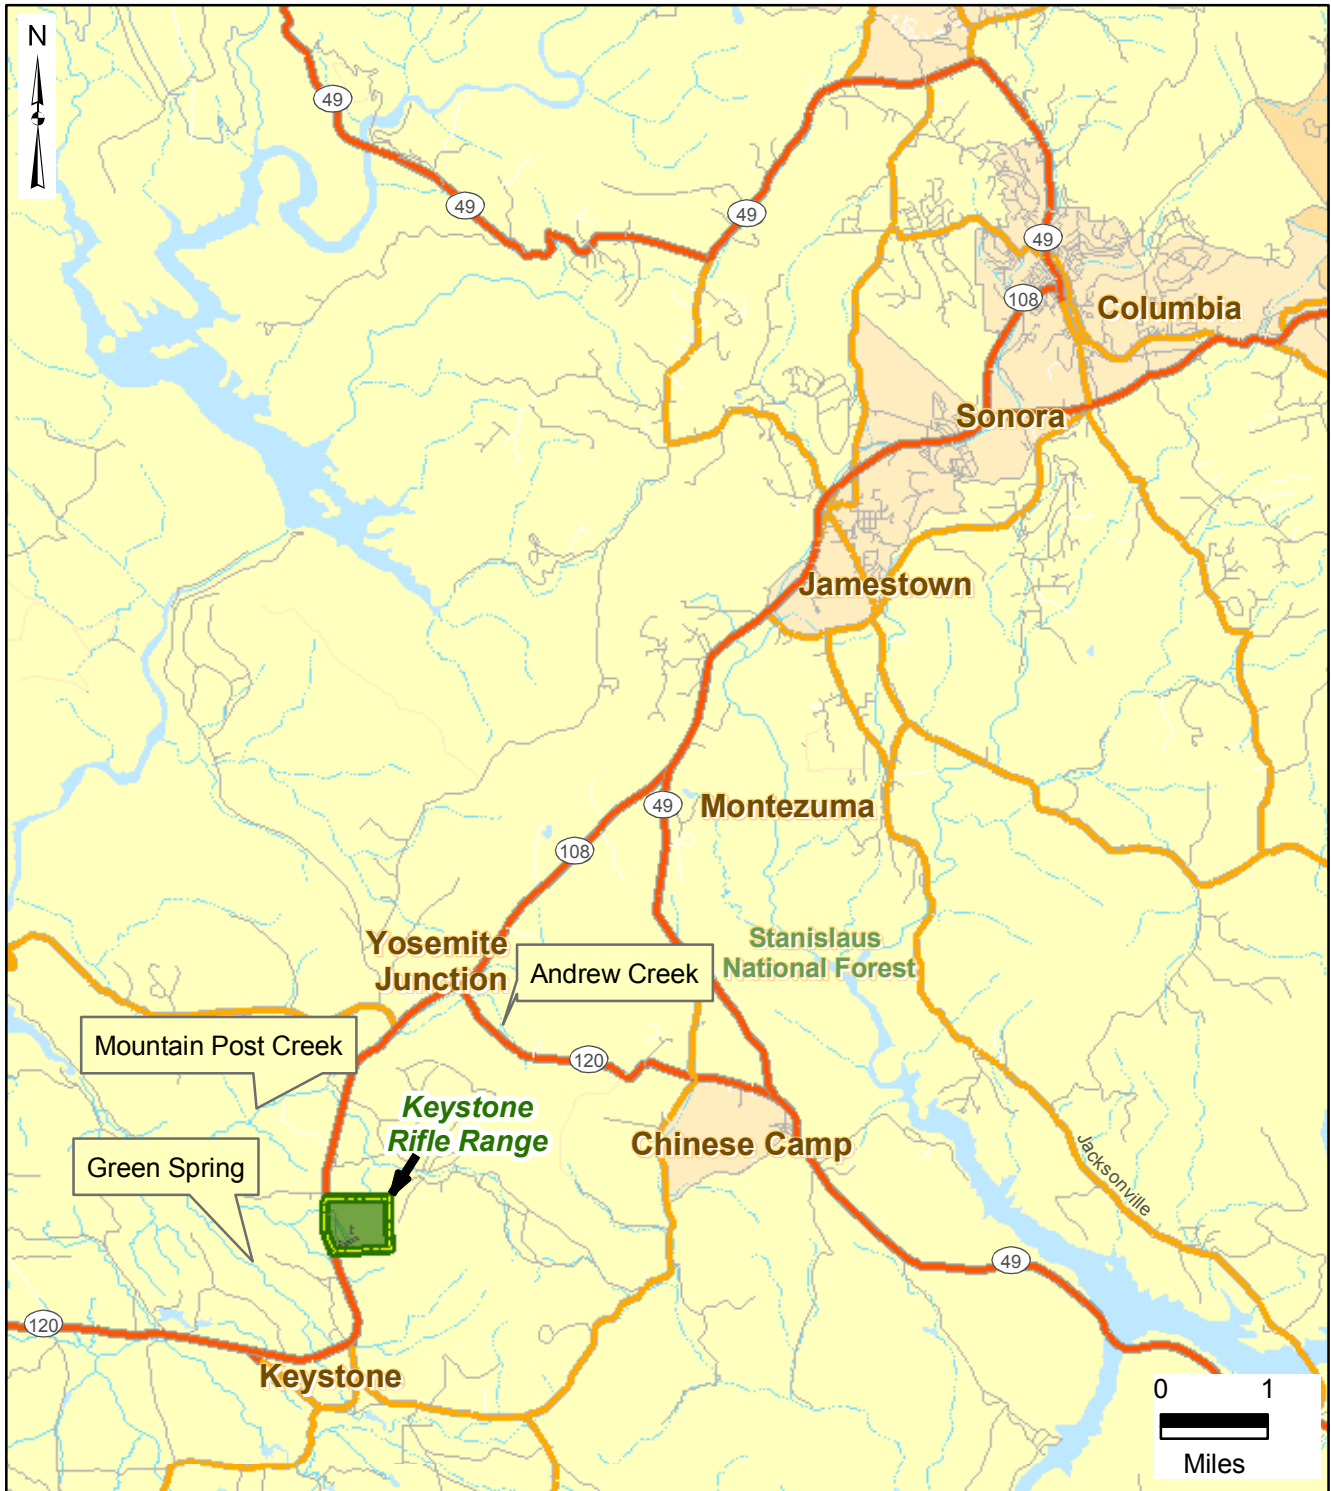 N
49
49
49
49
108
Columbia
Sonora
Jamestown
49
Montezuma
108
Yosemite
Junction
Andrew Creek
Stanislaus
National Forest
Mountain Post Creek
120
Keystone
Rifle Range
Chinese Camp
Green Spring
Jacksonville
49
120
Keystone
0 1
Miles